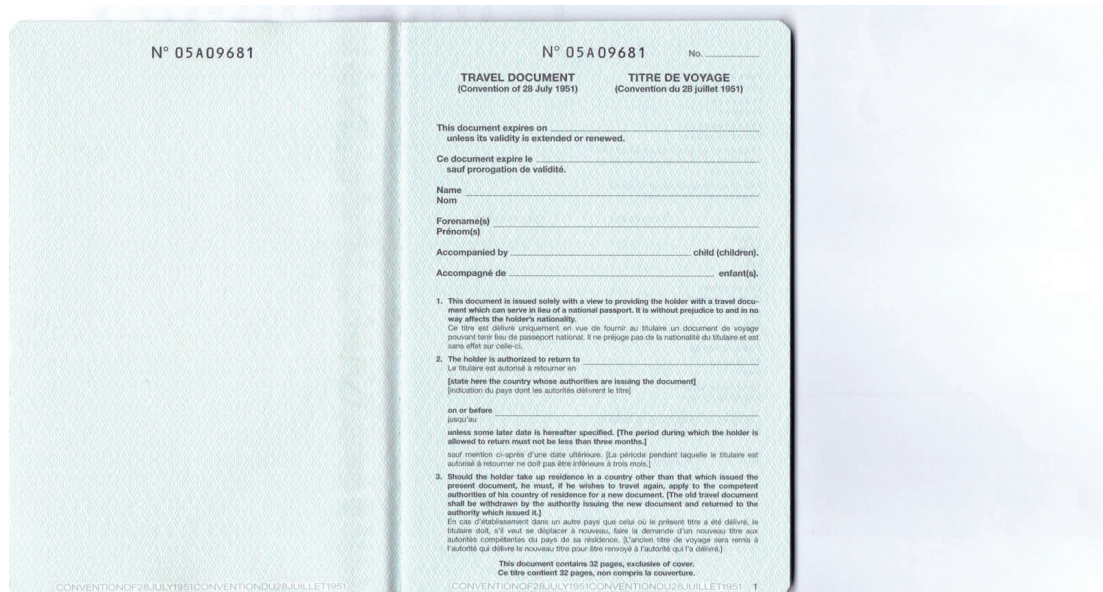 N° 05A09681
N° 05A09681 No.
TRAVEL DOCUMENT
(Convention of 28 July 1951)
TITRE DE VOYAGE
(Convention du 28 juillet 1951)
This document expires on
unless its validity is extended or renewed.
Ce document expire le
sauf prorogation de validité.
Name
Nom
Forename(s)
Prénom(s)
Accompanied by child (children).
Accompagné de enfant(s).
1. This document is issued solely with a view to providing the holder with a travel docu-
ment which can serve in lieu of a national passport. It is without prejudice to and in no
way affects the holder's nationality.
Ce titre est délivré uniquement en vue de fournir au titulaire un document de voyage
pouvant tenir lieu de passeport national. Il ne préjuge pas de la nationalité du titulaire et est
sans effet sur celle-ci.
2. The holder is authorized to return to
Le titulaire est autorisé à retourner en
[state here the country whose authorities are issuing the document]
[indication du pays dont les autorités délivrent le titre]
on or before
jusqu'au
unless some later date is hereafter specified. [The period during which the holder is
allowed to return must not be less than three months.]
sauf mention ci-après d'une date ultérieure. [La période pendant laquelle le titulaire est
autorisé à retourner ne doit pas être inférieure à trois mois.]
3. Should the holder take up residence in a country other than that which issued the
present document, he must, if he wishes to travel again, apply to the competent
authorities of his country of residence for a new document. [The old travel document
shall be withdrawn by the authority issuing the new document and returned to the
authority which issued it.]
En cas d'établissement dans un autre pays que celui où le présent titre a été délivré, le
titulaire doit, s'il veut se déplacer à nouveau, faire la demande d'un nouveau titre aux
autorités compétentes du pays de sa résidence. [L'ancien titre de voyage sera remis à
l'autorité qui délivre le nouveau titre pour être renvoyé à l'autorité qui l'a délivré.]
This document contains 32 pages, exclusive of cover.
Ce titre contient 32 pages, non compris la couverture.
CONVENTIONOF28JULY1951CONVENTIONDU28JUILLET1951
CONVENTIONOF28JULY1951CONVENTIONDU28JUILLET1951 1